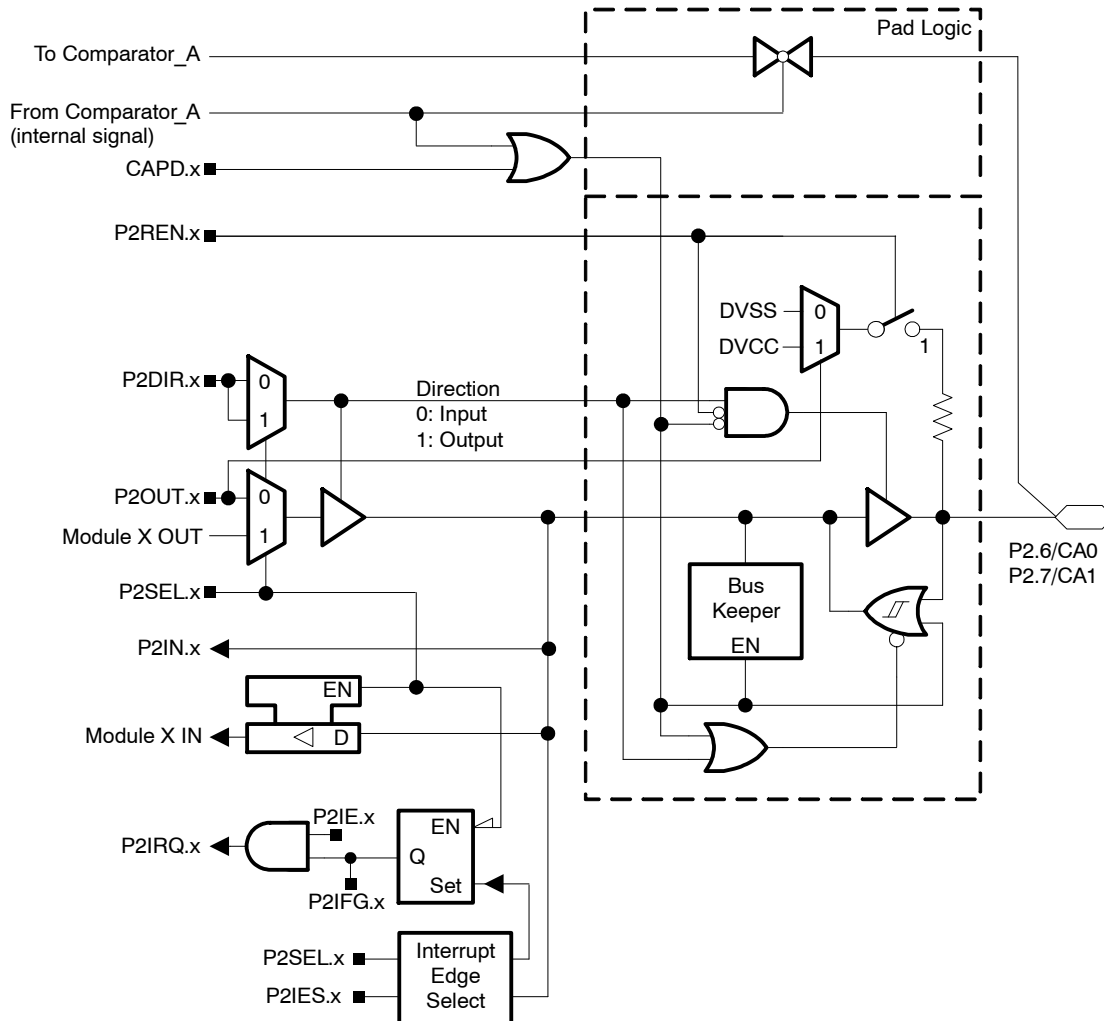 Pad Logic
To Comparator_A
From Comparator_A
(internal signal)
CAPD.x
P2REN.x
DVSS
0
DVCC
1
1
P2DIR.x
0
1
Direction
0: Input
1: Output
P2OUT.x
0
Module X OUT
1
P2.6/CA0
P2.7/CA1
P2SEL.x
Bus
Keeper
EN
P2IN.x
EN
Module X IN
D
P2IE.x
EN
P2IRQ.x
Q
Set
P2IFG.x
P2SEL.x
Interrupt
Edge
Select
P2IES.x